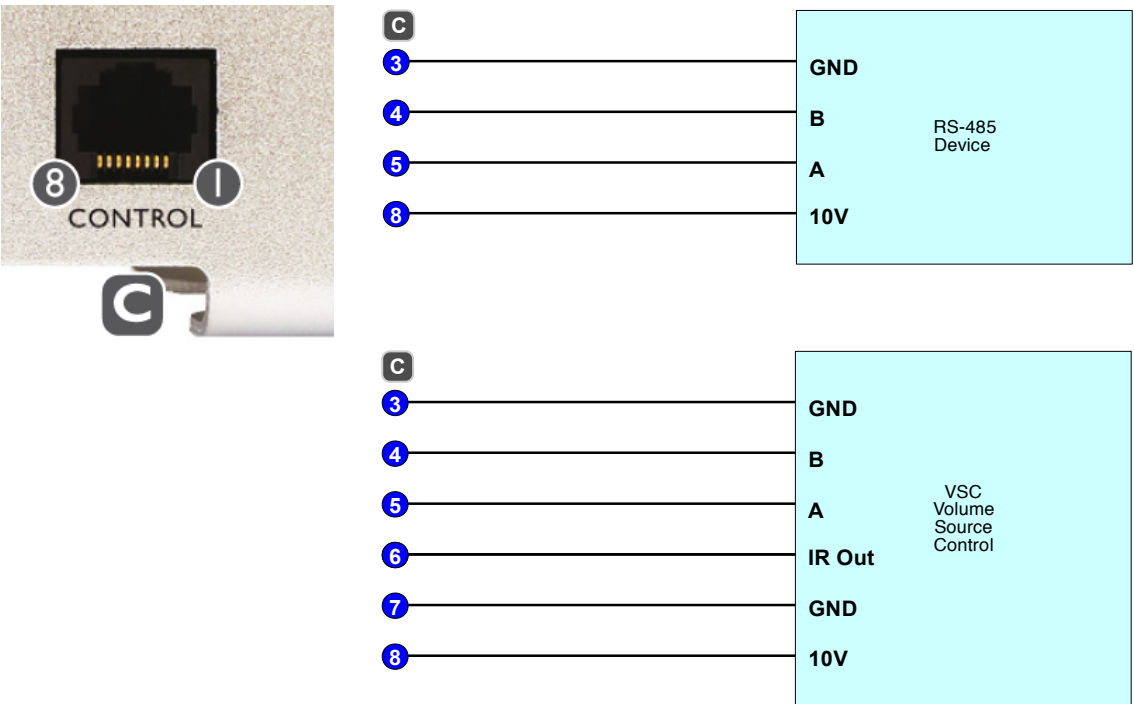 8
1
CONTROL
C
C
3
GND
4
B
5
A
8
10V
RS-485
Device
C
3
GND
4
B
5
A
6
IR Out
7
GND
8
10V
VSC
Volume
Source
Control